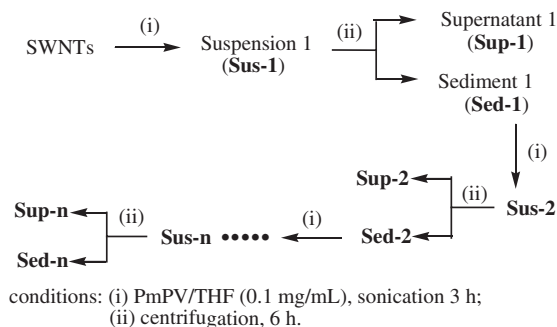 SWNTs
(i)
Suspension 1
(Sus-1)
(ii)
Supernatant 1
(Sup-1)
Sediment 1
(Sed-1)
(i)
Sus-2
(ii)
Sup-2
Sed-2
(i)
Sus-n •••••
(ii)
Sup-n
Sed-n
conditions: (i) PmPV/THF (0.1 mg/mL), sonication 3 h;
(ii) centrifugation, 6 h.